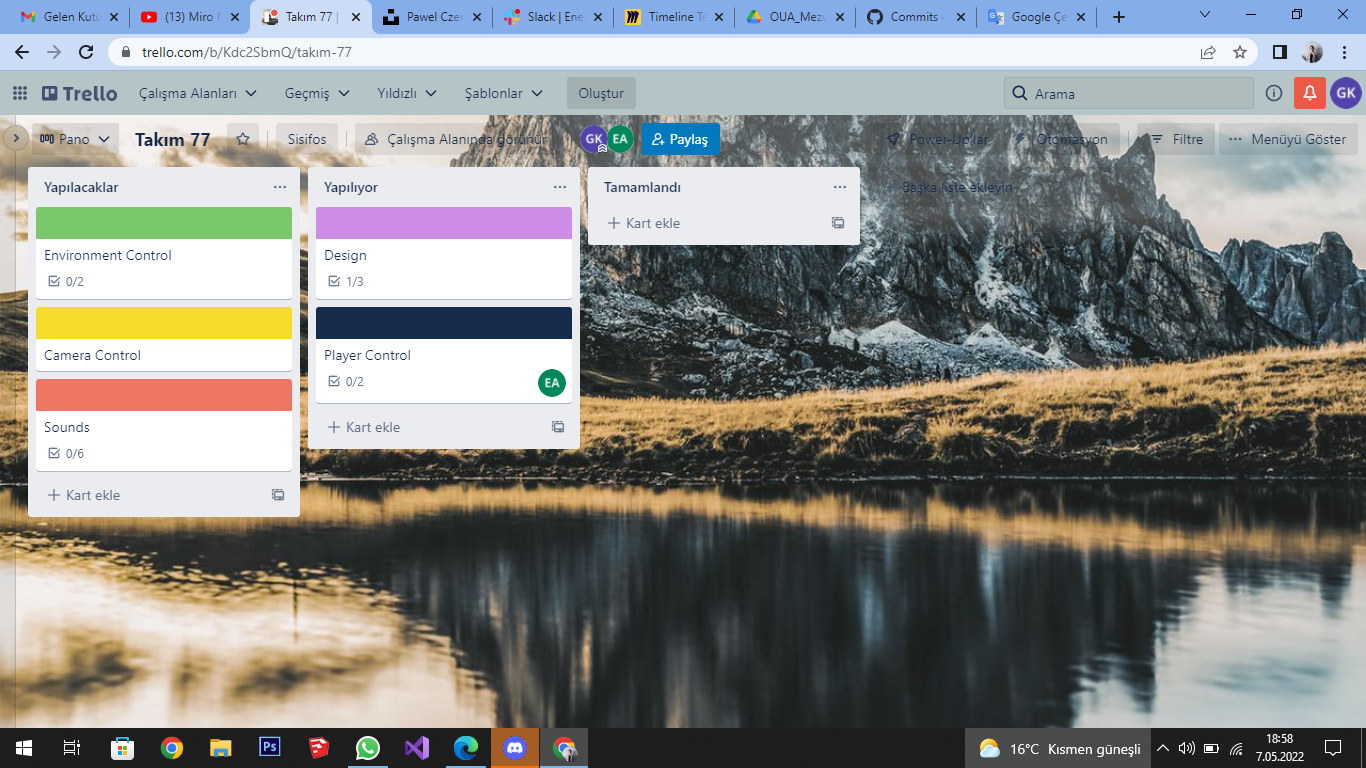 Gelen Kutu
(13) Miro N
Takım 77 |
Pawel Czer
Slack | Ene
Timeline Te
OUA_Mezu
Commits ·
Google Çe
trello.com/b/Kdc2SbmQ/takım-77
Trello
Çalışma Alanları
Geçmiş
Yıldızlı
Şablonlar
Oluştur
Arama
GK
Pano
Takım 77
Sisifos
Çalışma Alanında görünür
GK
EA
Paylaş
Power-Up'lar
Otomasyon
Filtre
Menüyü Göster
Yapılacaklar
Environment Control
0/2
Camera Control
Sounds
0/6
+ Kart ekle
Yapılıyor
Design
1/3
Player Control
0/2
EA
+ Kart ekle
Tamamlandı
+ Kart ekle
Başka liste ekleyin
Ps
16°C Kısmen güneşli
18:58
7.05.2022